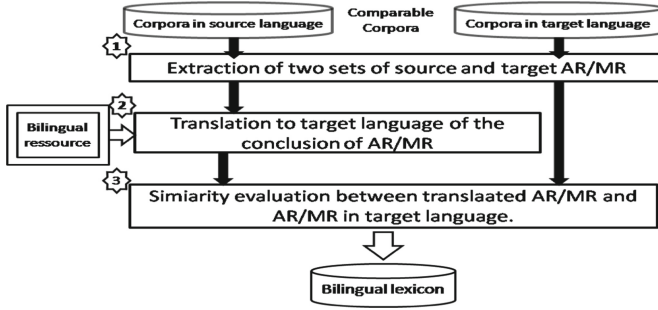 Corpora in source language
Comparable
Corpora
Corpora in target language
1
Extraction of two sets of source and target AR/MR
2
Bilingual
ressource
Translation to target language of the
conclusion of AR/MR
3
Simiarity evaluation between translaated AR/MR and
AR/MR in target language.
Bilingual lexicon